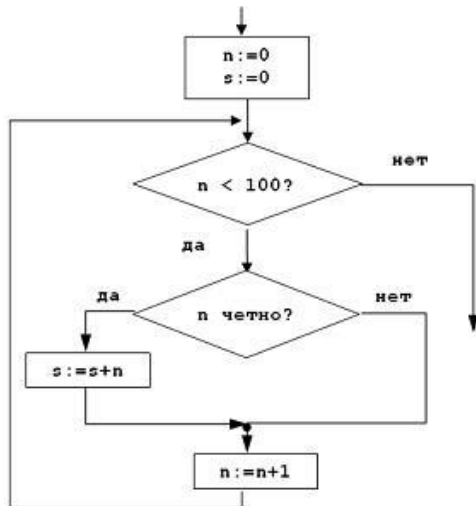 n:=0
s:=0
n < 100?
нет
да
да
n четно?
нет
s:=s+n
n:=n+1